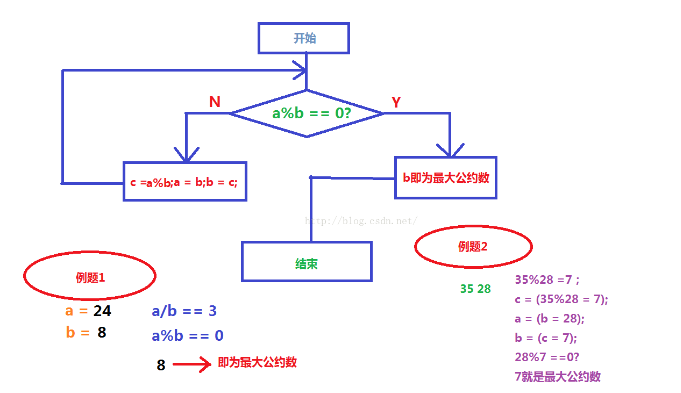 开始
N
Y
a%b == 0?
c =a%b;a = b;b = c;
b即为最大公约数
http://blog.csdn.net/
结束
例题1
a = 24
b = 8
a/b == 3
a%b == 0
8
即为最大公约数
例题2
35 28
35%28 =7 ;
c = (35%28 = 7);
a = (b = 28);
b = (c = 7);
28%7 ==0?
7就是最大公约数